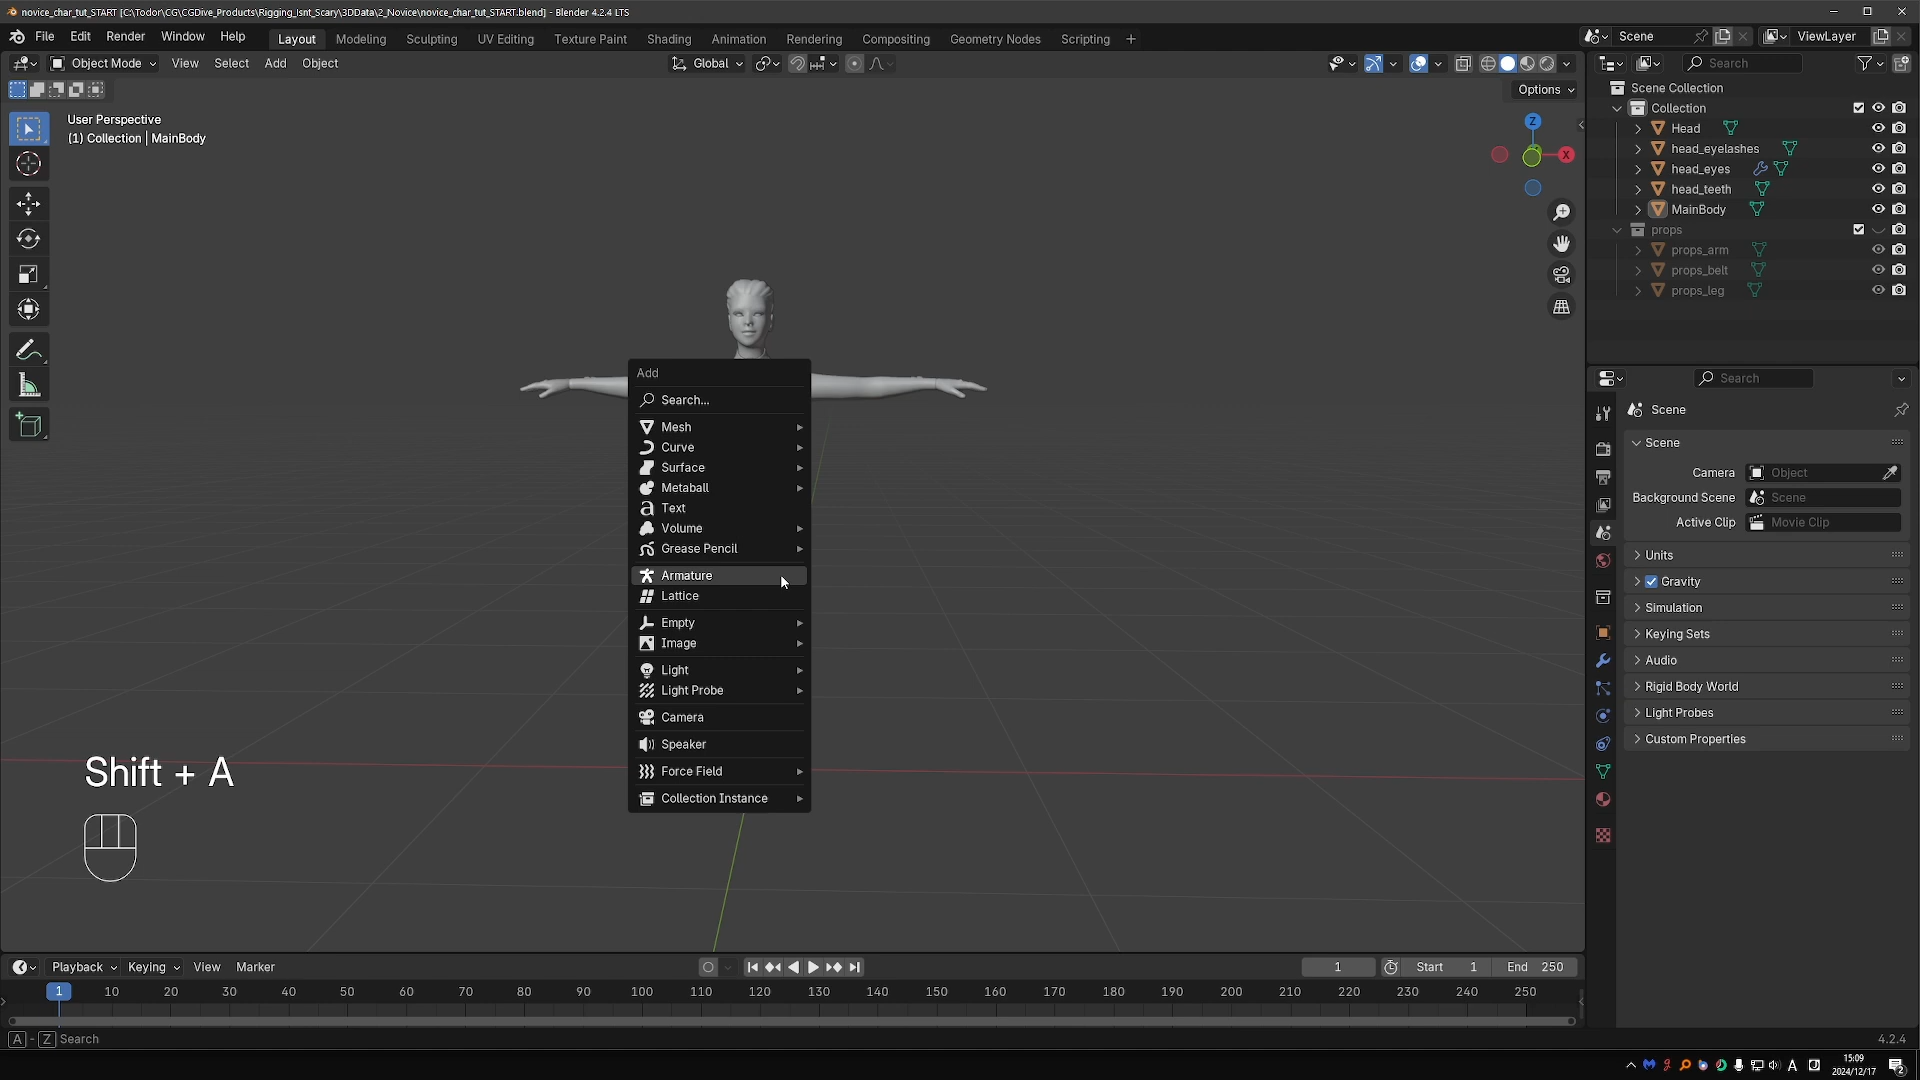 novice_char_tut_START [C:\Todor\CG\CGDive_Products\Rigging_Isnt_Scary\3DData\2_Novice\novice_char_tut_START.blend] - Blender 4.2.4 LTS
File Edit Render Window Help Layout Modeling Sculpting UV Editing Texture Paint Shading Animation Rendering Compositing Geometry Nodes Scripting + Scene ViewLayer
Object Mode View Select Add Object Global Search
Options
User Perspective
(1) Collection | MainBody
Z
X
Scene Collection
Collection
Head
head_eyelashes
head_eyes
head_teeth
MainBody
props
props_arm
props_belt
props_leg
Add
Search...
Mesh
Curve
Surface
Metaball
Text
Volume
Grease Pencil
Armature
Lattice
Empty
Image
Light
Light Probe
Camera
Speaker
Force Field
Collection Instance
Search
Scene
Scene
Camera Object
Background Scene Scene
Active Clip Movie Clip
Units
Gravity
Simulation
Keying Sets
Audio
Rigid Body World
Light Probes
Custom Properties
Shift + A
Playback Keying View Marker 1 Start 1 End 250
1 10 20 30 40 50 60 70 80 90 100 110 120 130 140 150 160 170 180 190 200 210 220 230 240 250
A - Z Search 4.2.4
A 15:09
2024/12/17 2